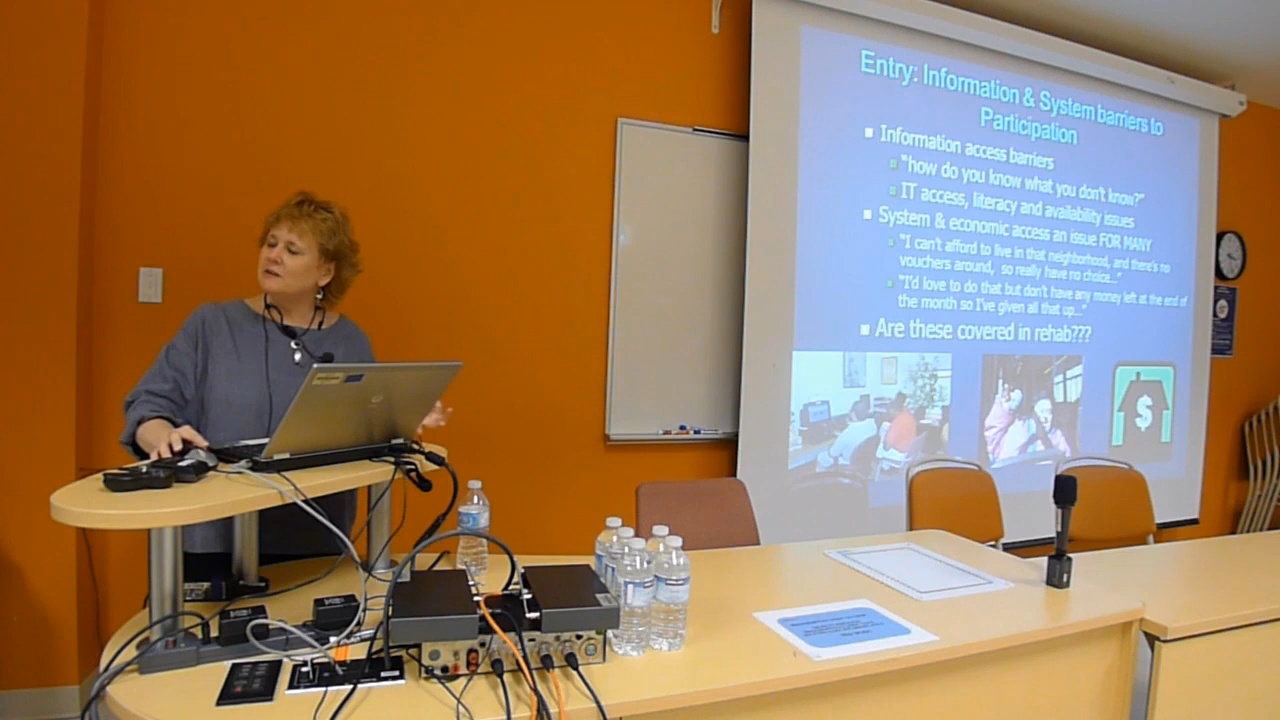 Entry: Information & System barriers to
Participation
Information access barriers
"how do you know what you don't know?"
IT access, literacy and availability issues
System & economic access an issue FOR MANY
"I can't afford to live in that neighborhood, and there's no
vouchers around, so really have no choice..."
"I'd love to do that but don't have any money left at the end of
the month so I've given all that up..."
Are these covered in rehab???
$